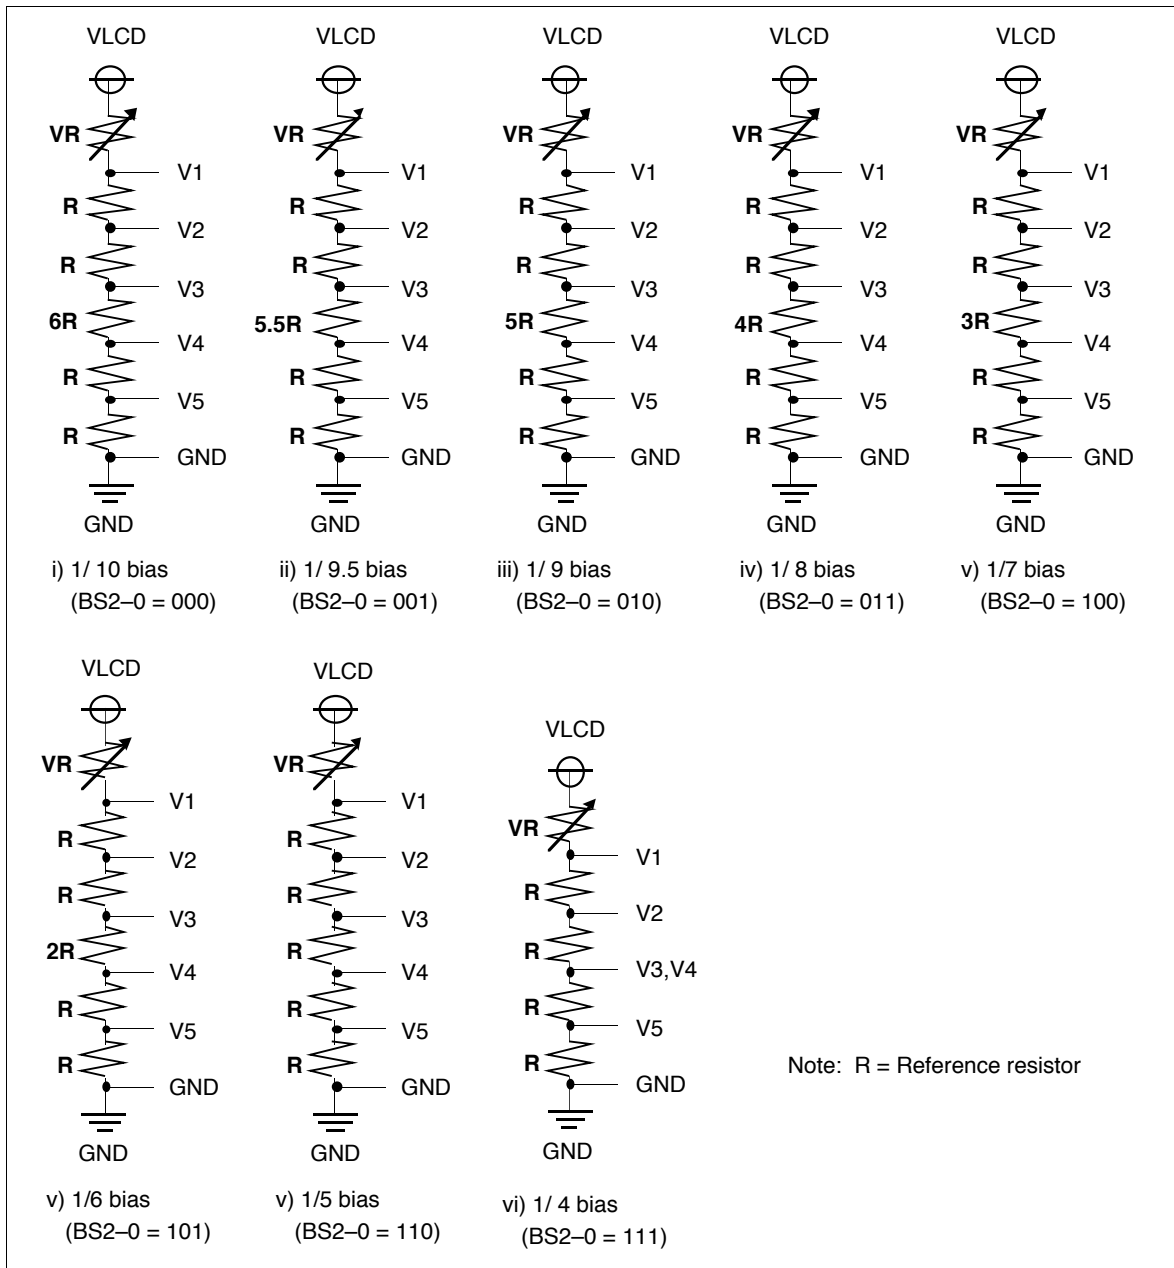 VLCD
VR
V1
R
V2
R
V3
6R
V4
R
V5
R
GND
GND
i) 1/ 10 bias
(BS2–0 = 000)
VLCD
VR
V1
R
V2
R
V3
5.5R
V4
R
V5
R
GND
GND
ii) 1/ 9.5 bias
(BS2–0 = 001)
VLCD
VR
V1
R
V2
R
V3
5R
V4
R
V5
R
GND
GND
iii) 1/ 9 bias
(BS2–0 = 010)
VLCD
VR
V1
R
V2
R
V3
4R
V4
R
V5
R
GND
GND
iv) 1/ 8 bias
(BS2–0 = 011)
VLCD
VR
V1
R
V2
R
V3
3R
V4
R
V5
R
GND
GND
v) 1/7 bias
(BS2–0 = 100)
VLCD
VR
V1
R
V2
R
V3
2R
V4
R
V5
R
GND
GND
v) 1/6 bias
(BS2–0 = 101)
VLCD
VR
V1
R
V2
R
V3
R
V4
R
V5
R
GND
GND
v) 1/5 bias
(BS2–0 = 110)
VLCD
VR
V1
R
V2
R
V3,V4
R
V5
R
GND
GND
vi) 1/ 4 bias
(BS2–0 = 111)
Note: R = Reference resistor